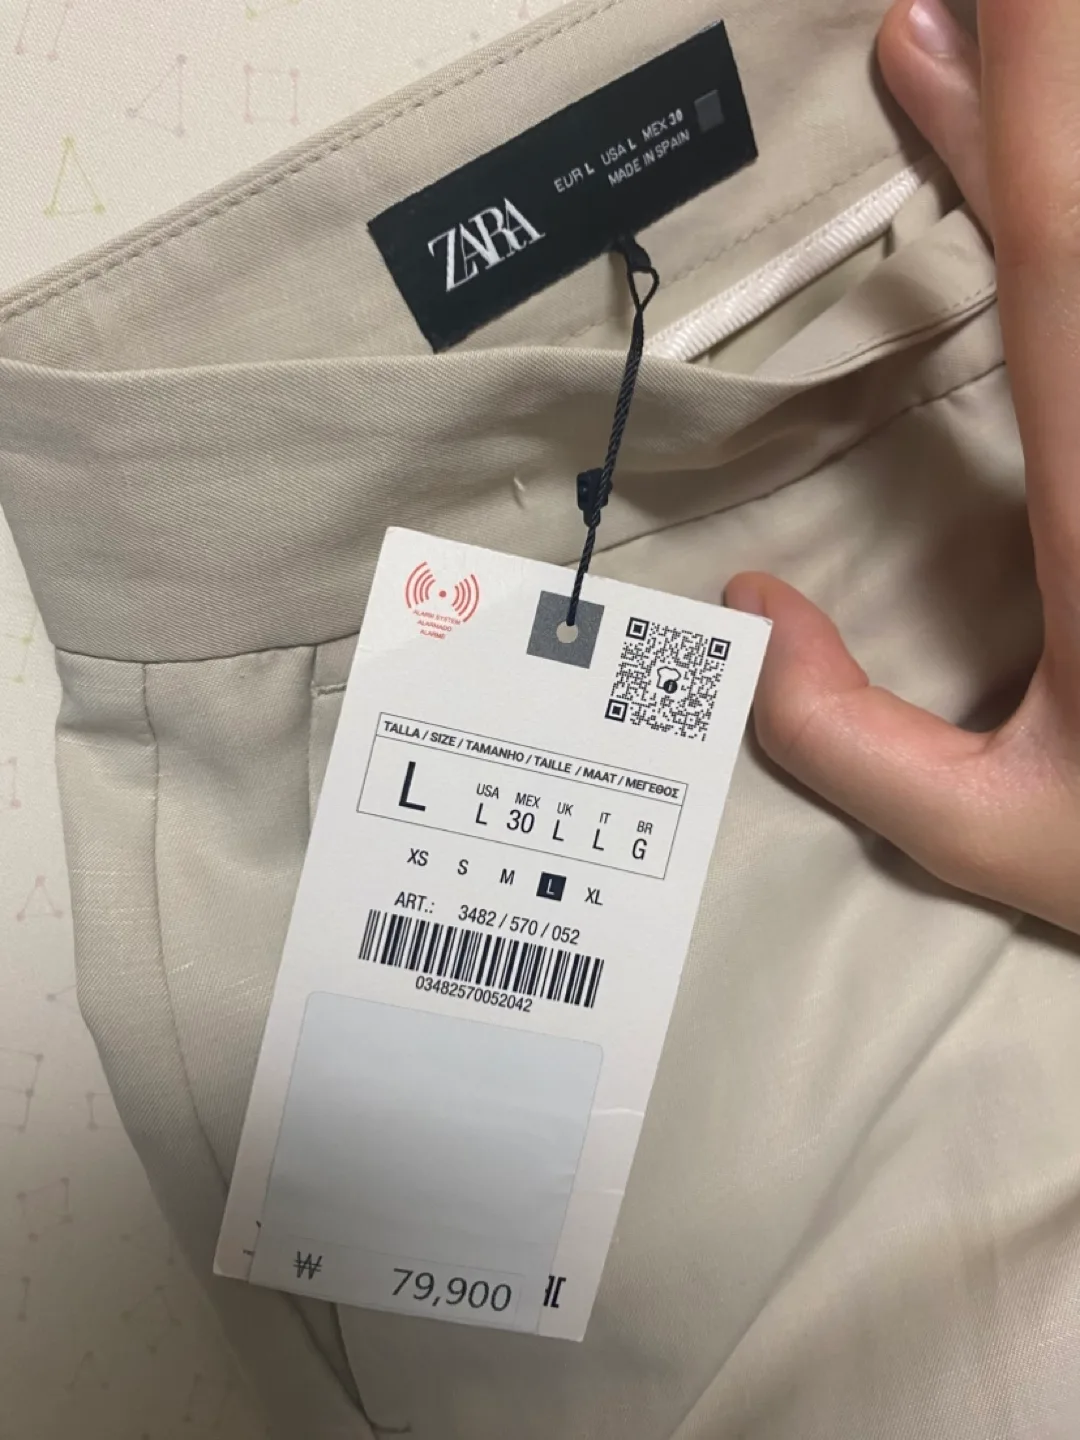 ZARA
EUR L USA L MEX 30
MADE IN SPAIN
ALARM SYSTEM
ALARMADO
ALARME
TALLA / SIZE / TAMANHO / TAILLE / MAAT / ΜΕΓΕΘΟΣ
L
USA MEX UK IT BR
L 30 L L G
XS S M L XL
ART.: 3482 / 570 / 052
03482570052042
₩ 79,900